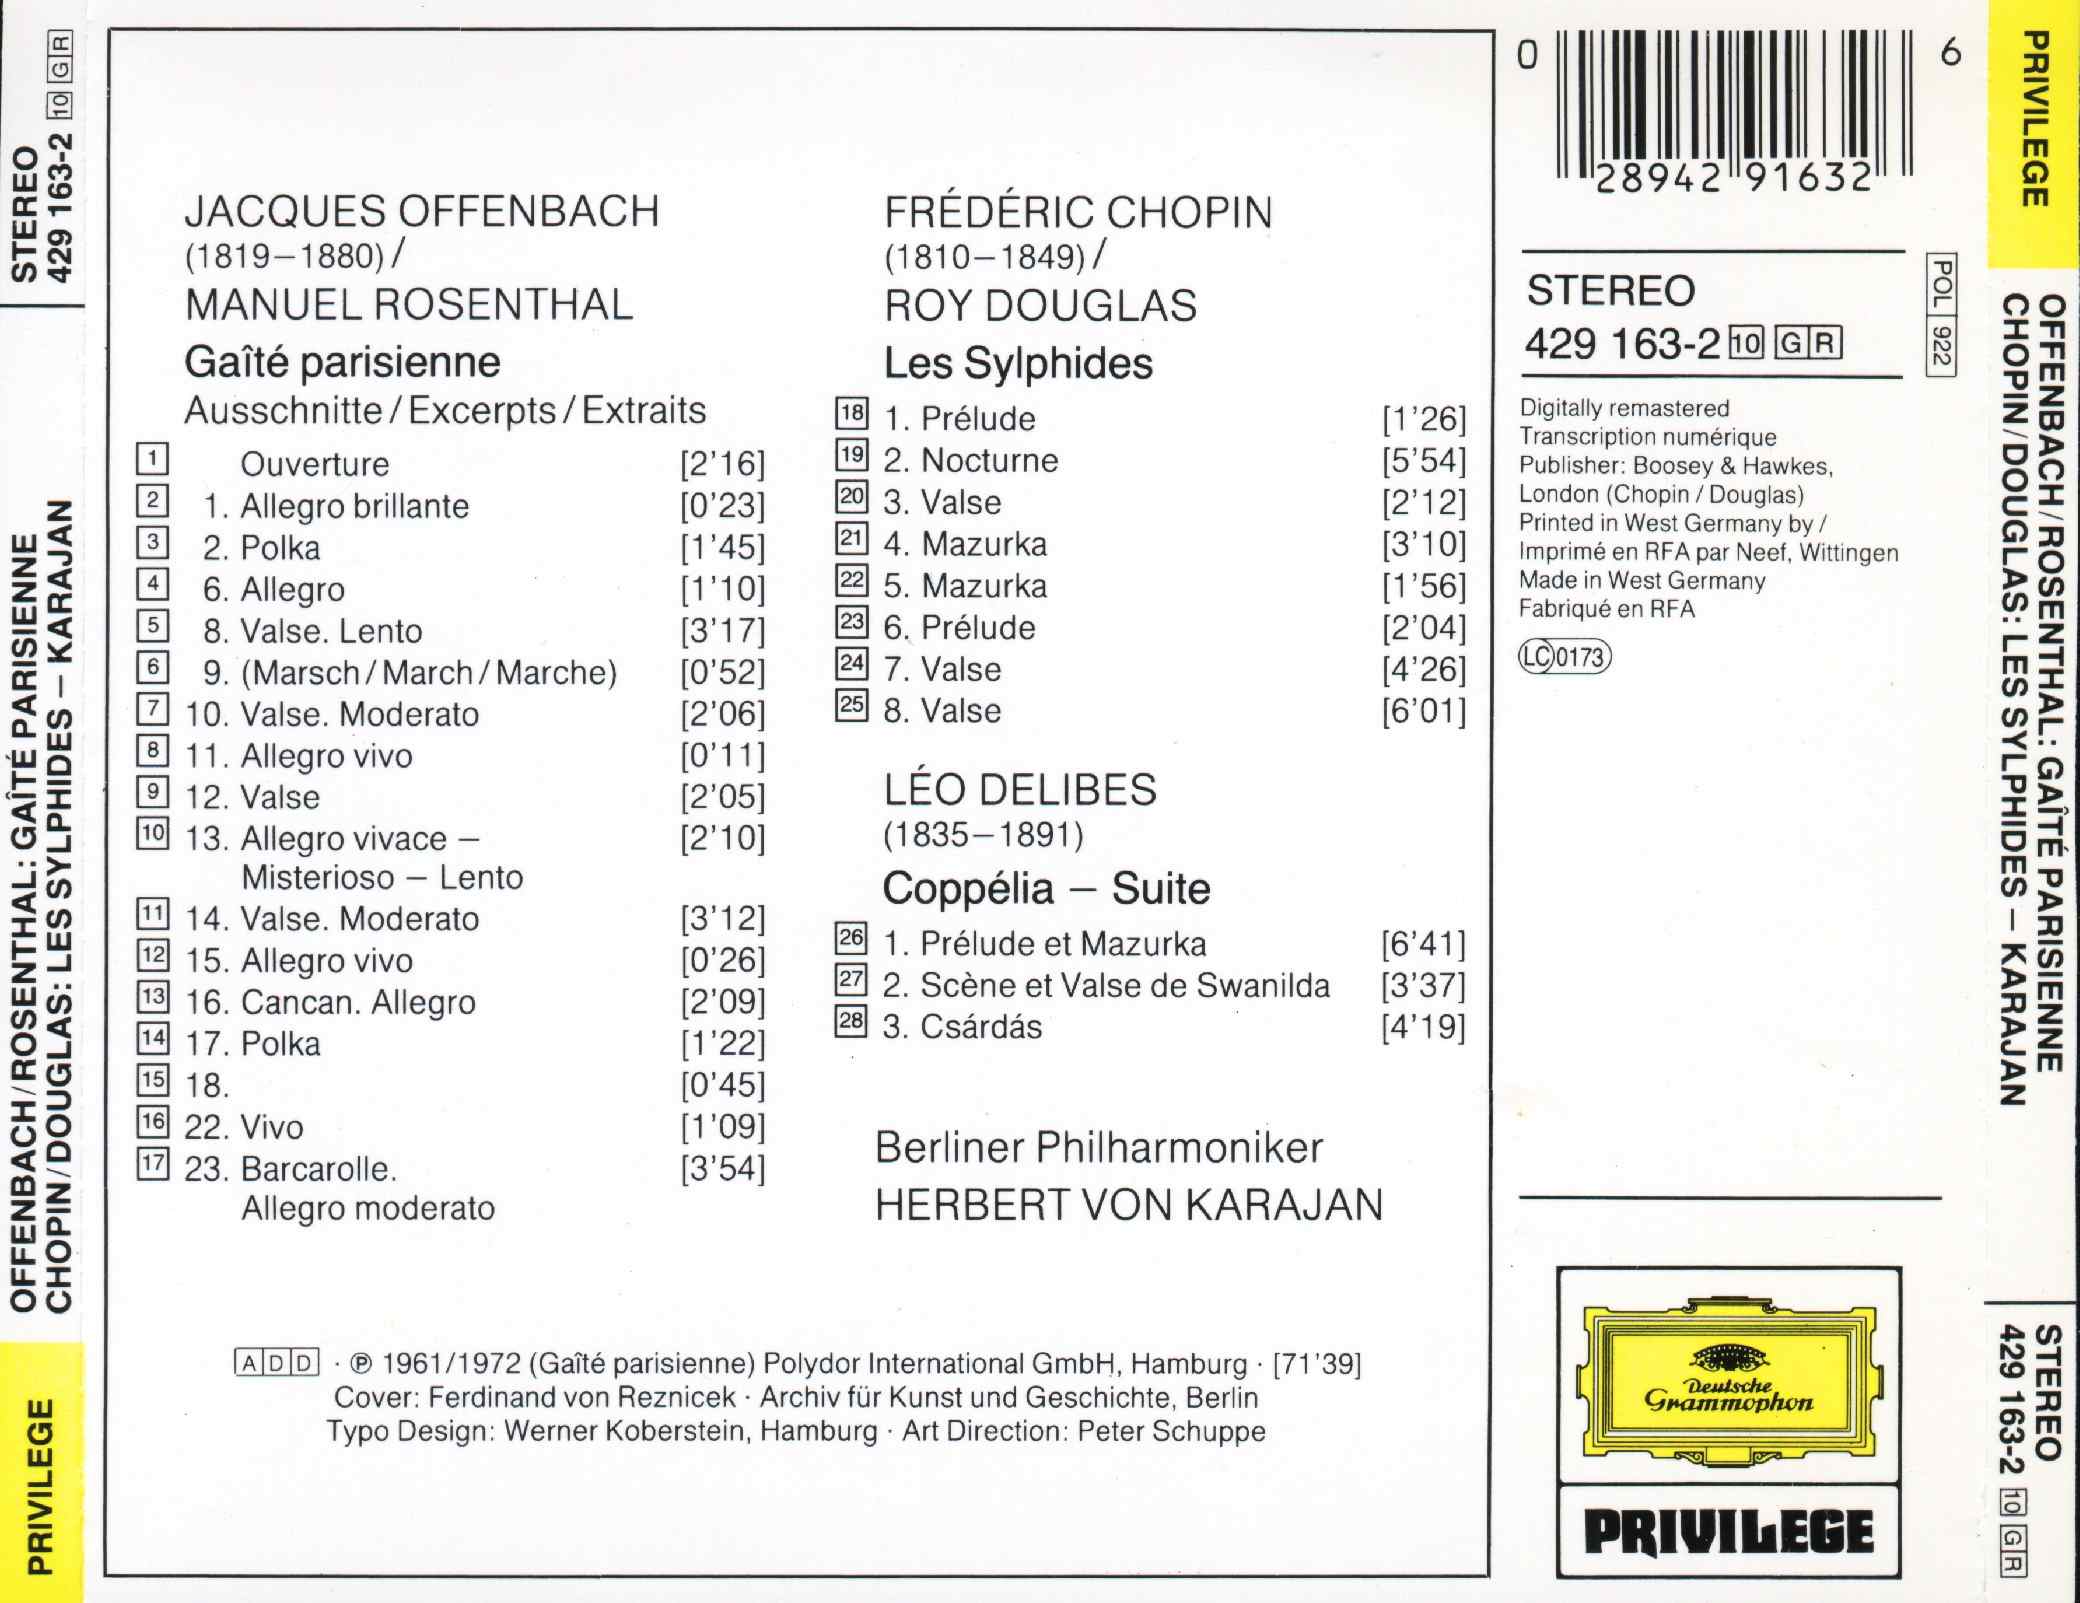 STEREO
429 163-2 10 G R
OFFENBACH/ROSENTHAL: GAÎTÉ PARISIENNE
CHOPIN/DOUGLAS: LES SYLPHIDES – KARAJAN
PRIVILEGE
JACQUES OFFENBACH
(1819–1880)/
MANUEL ROSENTHAL
Gaîté parisienne
Ausschnitte/Excerpts/Extraits
1 Ouverture [2'16]
2 1. Allegro brillante [0'23]
3 2. Polka [1'45]
4 6. Allegro [1'10]
5 8. Valse. Lento [3'17]
6 9. (Marsch/March/Marche) [0'52]
7 10. Valse. Moderato [2'06]
8 11. Allegro vivo [0'11]
9 12. Valse [2'05]
10 13. Allegro vivace – [2'10]
Misterioso – Lento
11 14. Valse. Moderato [3'12]
12 15. Allegro vivo [0'26]
13 16. Cancan. Allegro [2'09]
14 17. Polka [1'22]
15 18. [0'45]
16 22. Vivo [1'09]
17 23. Barcarolle. [3'54]
Allegro moderato
FRÉDÉRIC CHOPIN
(1810–1849)/
ROY DOUGLAS
Les Sylphides
18 1. Prélude [1'26]
19 2. Nocturne [5'54]
20 3. Valse [2'12]
21 4. Mazurka [3'10]
22 5. Mazurka [1'56]
23 6. Prélude [2'04]
24 7. Valse [4'26]
25 8. Valse [6'01]
LÉO DELIBES
(1835–1891)
Coppélia – Suite
26 1. Prélude et Mazurka [6'41]
27 2. Scène et Valse de Swanilda [3'37]
28 3. Csárdás [4'19]
Berliner Philharmoniker
HERBERT VON KARAJAN
ADD · ℗ 1961/1972 (Gaîté parisienne) Polydor International GmbH, Hamburg · [71'39]
Cover: Ferdinand von Reznicek · Archiv für Kunst und Geschichte, Berlin
Typo Design: Werner Koberstein, Hamburg · Art Direction: Peter Schuppe
0 28942 91632 6
STEREO
429 163-2 10 G R
POL 922
Digitally remastered
Transcription numérique
Publisher: Boosey & Hawkes,
London (Chopin / Douglas)
Printed in West Germany by /
Imprimé en RFA par Neef, Wittingen
Made in West Germany
Fabriqué en RFA
LC 0173
Deutsche
Grammophon
PRIVILEGE
PRIVILEGE
OFFENBACH/ROSENTHAL: GAÎTÉ PARISIENNE
CHOPIN/DOUGLAS: LES SYLPHIDES – KARAJAN
STEREO
429 163-2 10 G R